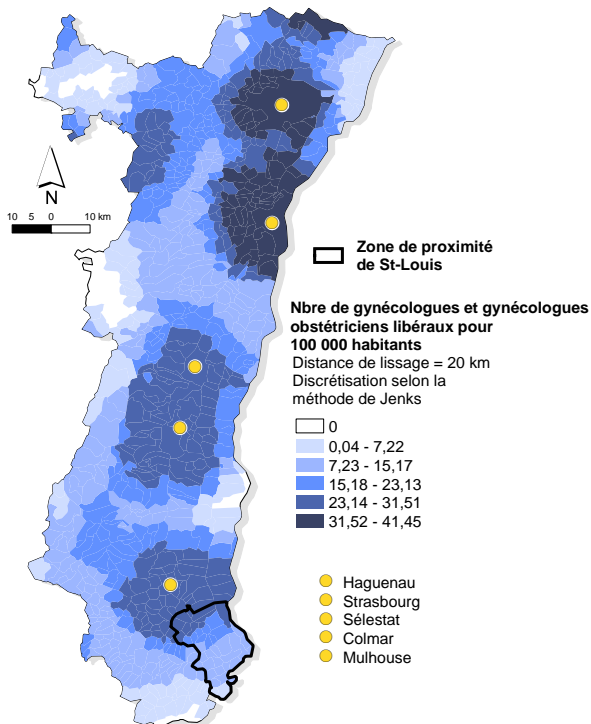 N
10 5 0 10 km
Zone de proximité
de St-Louis
Nbre de gynécologues et gynécologues
obstétriciens libéraux pour
100 000 habitants
Distance de lissage = 20 km
Discrétisation selon la
méthode de Jenks
0
0,04 - 7,22
7,23 - 15,17
15,18 - 23,13
23,14 - 31,51
31,52 - 41,45
Haguenau
Strasbourg
Sélestat
Colmar
Mulhouse